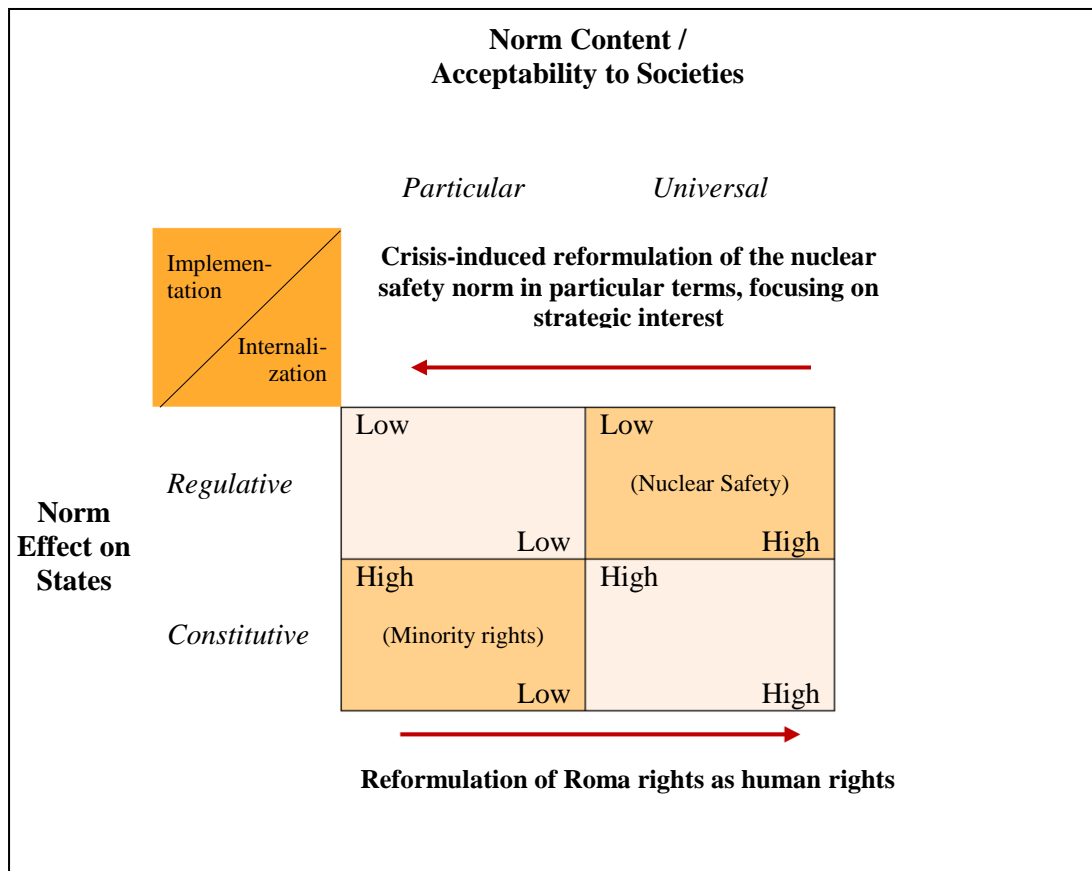 Norm Content /
Acceptability to Societies
Particular
Universal
Implemen-
tation
Internali-
zation
Crisis-induced reformulation of the nuclear
safety norm in particular terms, focusing on
strategic interest
Norm
Effect on
States
Regulative
Low
Low
Low
(Nuclear Safety)
High
Constitutive
High
(Minority rights)
Low
High
High
Reformulation of Roma rights as human rights